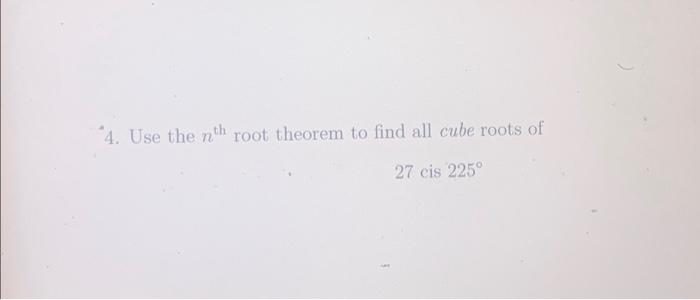 *4. Use the nᵗʰ root theorem to find all cube roots of
27 cis 225°